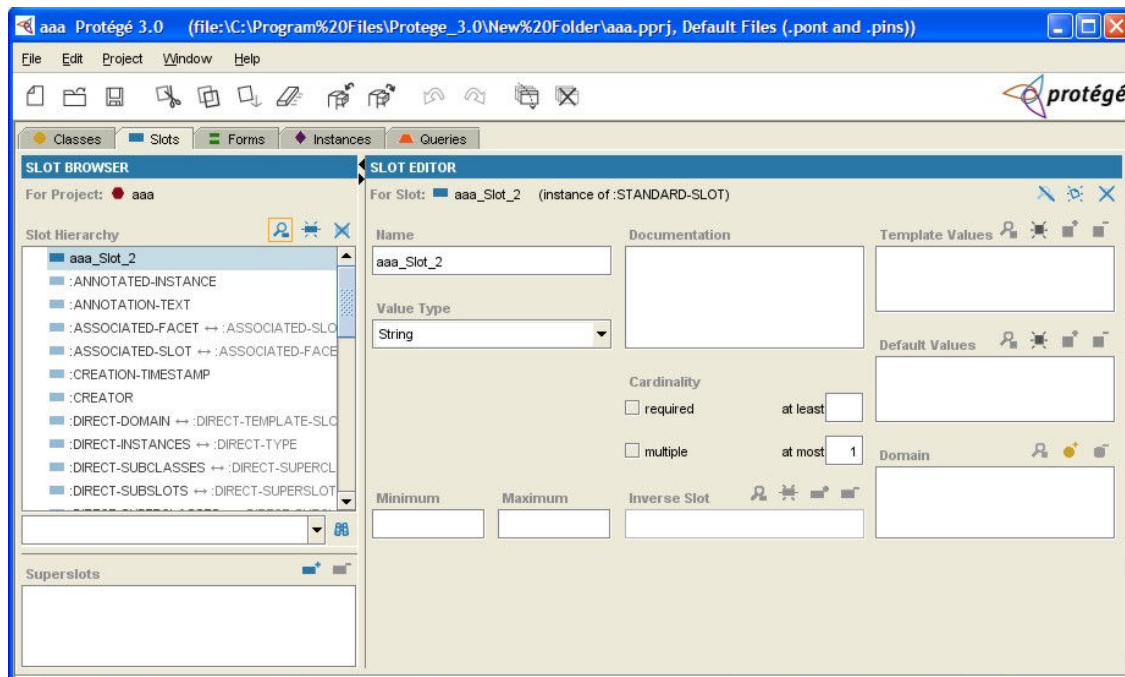 aaa Protégé 3.0 (file:\C:\Program%20Files\Protege_3.0\New%20Folder\aaa.pprj, Default Files (.pont and .pins))
File Edit Project Window Help
protégé
Classes Slots Forms Instances Queries
SLOT BROWSER
For Project: aaa
Slot Hierarchy
aaa_Slot_2
:ANNOTATED-INSTANCE
:ANNOTATION-TEXT
:ASSOCIATED-FACET ↔ :ASSOCIATED-SLO
:ASSOCIATED-SLOT ↔ :ASSOCIATED-FACE
:CREATION-TIMESTAMP
:CREATOR
:DIRECT-DOMAIN ↔ :DIRECT-TEMPLATE-SLO
:DIRECT-INSTANCES ↔ :DIRECT-TYPE
:DIRECT-SUBCLASSES ↔ :DIRECT-SUPERCL
:DIRECT-SUBSLOTS ↔ :DIRECT-SUPERSLOT
Superslots
SLOT EDITOR
For Slot: aaa_Slot_2 (instance of :STANDARD-SLOT)
Name
aaa_Slot_2
Value Type
String
Documentation
Cardinality
required at least
multiple at most 1
Minimum Maximum Inverse Slot
Template Values
Default Values
Domain